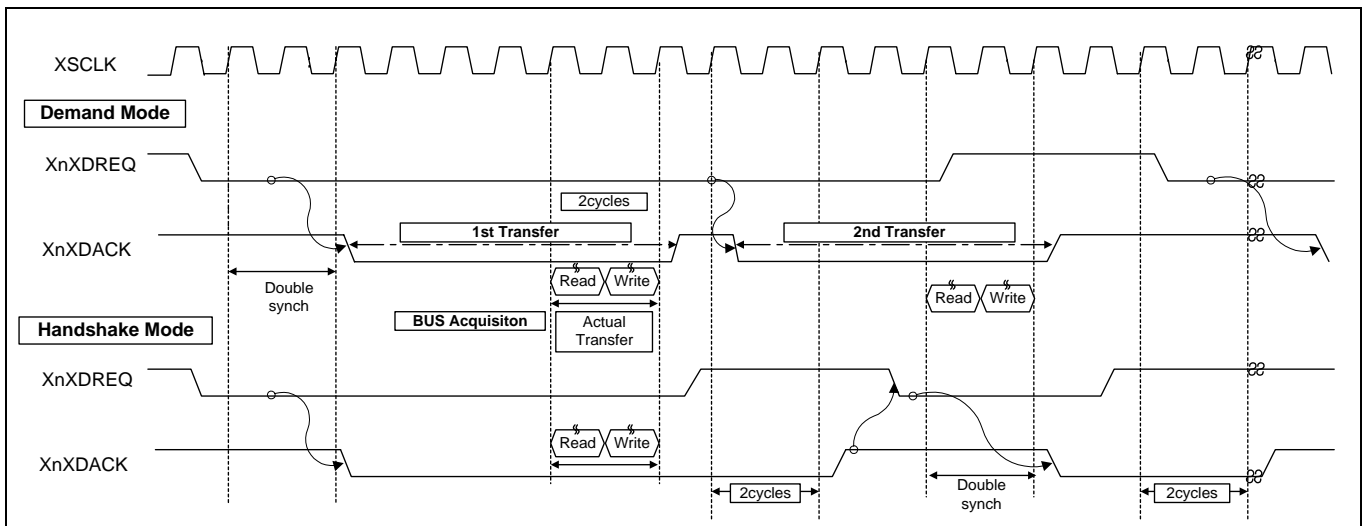 XSCLK
Demand Mode
XnXDREQ
2cycles
XnXDACK
1st Transfer
2nd Transfer
Double
synch
Read
Write
Read
Write
BUS Acquisiton
Actual
Transfer
Handshake Mode
XnXDREQ
Read
Write
XnXDACK
2cycles
Double
synch
2cycles